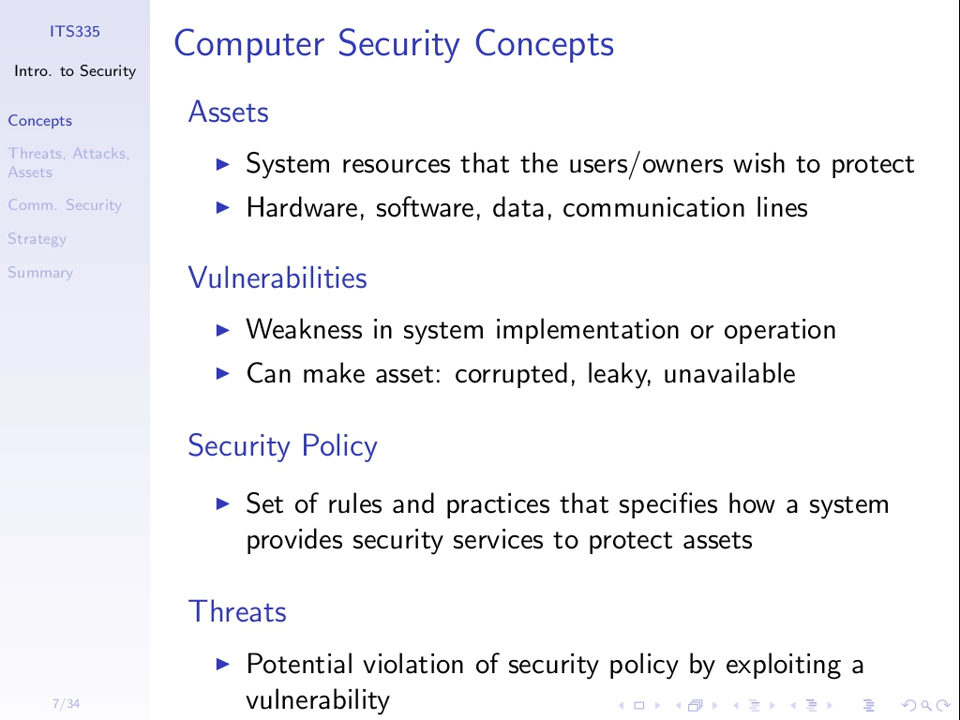 ITS335
Intro. to Security
Concepts
Threats, Attacks,
Assets
Comm. Security
Strategy
Summary
7/34
Computer Security Concepts
Assets
System resources that the users/owners wish to protect
Hardware, software, data, communication lines
Vulnerabilities
Weakness in system implementation or operation
Can make asset: corrupted, leaky, unavailable
Security Policy
Set of rules and practices that specifies how a system
provides security services to protect assets
Threats
Potential violation of security policy by exploiting a
vulnerability